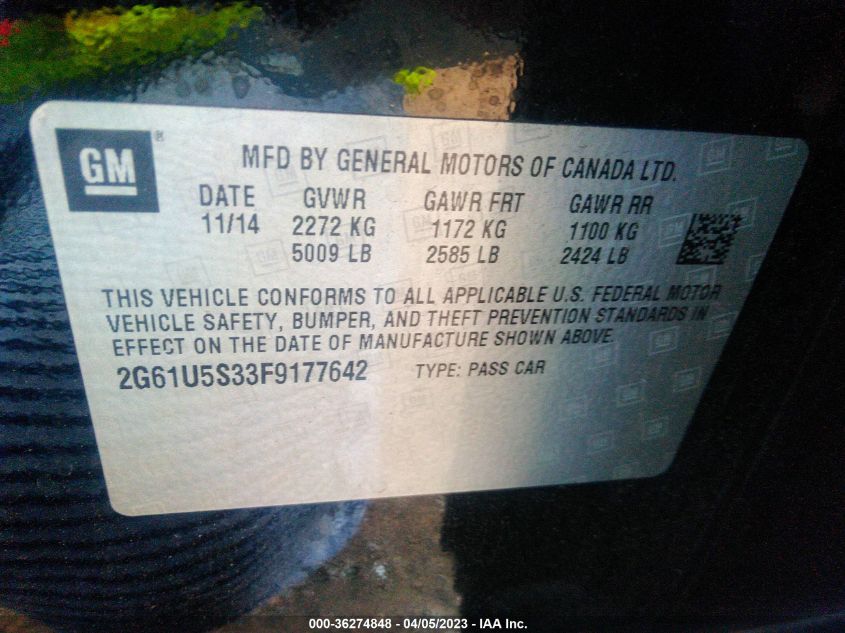 GM ®
MFD BY GENERAL MOTORS OF CANADA LTD.
DATE GVWR GAWR FRT GAWR RR
11/14 2272 KG 1172 KG 1100 KG
5009 LB 2585 LB 2424 LB
THIS VEHICLE CONFORMS TO ALL APPLICABLE U.S. FEDERAL MOTOR
VEHICLE SAFETY, BUMPER, AND THEFT PREVENTION STANDARDS IN
EFFECT ON THE DATE OF MANUFACTURE SHOWN ABOVE.
2G61U5S33F9177642 TYPE: PASS CAR
000-36274848 - 04/05/2023 - IAA Inc.